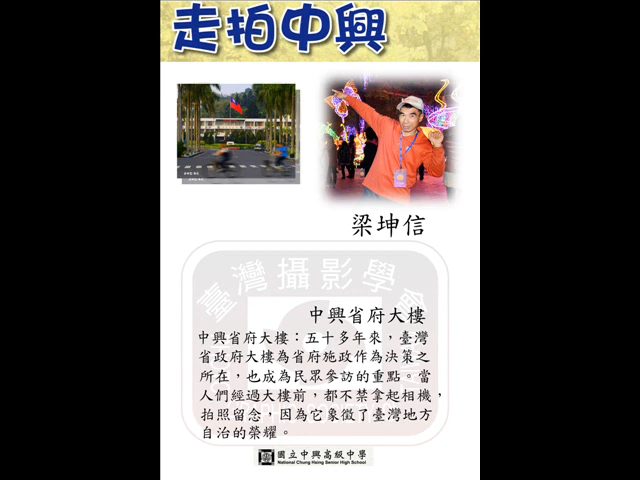 走拍中興
梁坤信
臺灣攝影學會
中興省府大樓
中興省府大樓：五十多年來，臺灣
省政府大樓為省府施政作為決策之
所在，也成為民眾參訪的重點。當
人們經過大樓前，都不禁拿起相機，
拍照留念，因為它象徵了臺灣地方
自治的榮耀。
國立中興高級中學
National Chung Hsing Senior High School